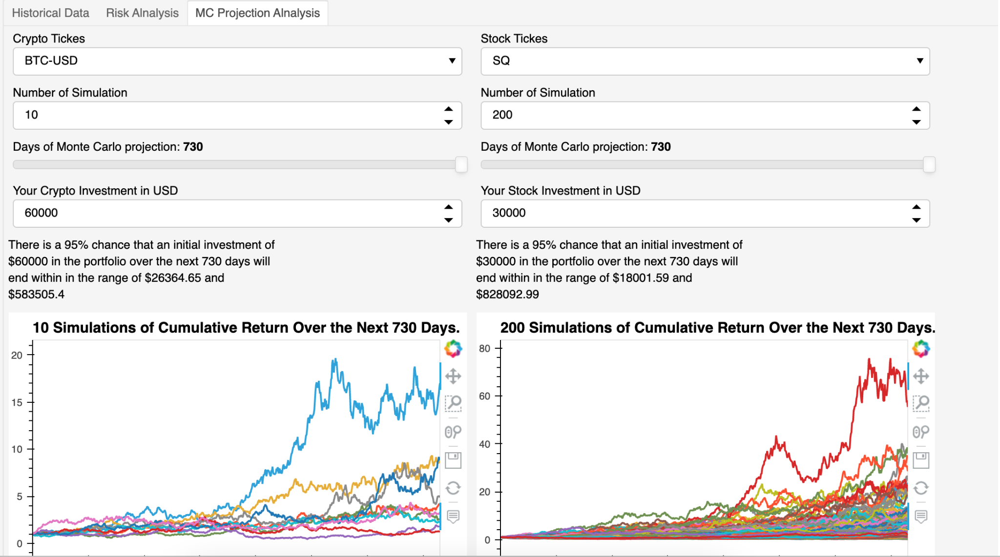 Historical Data Risk Alnalysis MC Projection Alnalysis
Crypto Tickes
BTC-USD
Number of Simulation
10
Days of Monte Carlo projection: 730
Your Crypto Investment in USD
60000
There is a 95% chance that an initial investment of
$60000 in the portfolio over the next 730 days will
end within in the range of $26364.65 and
$583505.4
10 Simulations of Cumulative Return Over the Next 730 Days.
20
15
10
5
0
Stock Tickes
SQ
Number of Simulation
200
Days of Monte Carlo projection: 730
Your Stock Investment in USD
30000
There is a 95% chance that an initial investment of
$30000 in the portfolio over the next 730 days will
end within in the range of $18001.59 and
$828092.99
200 Simulations of Cumulative Return Over the Next 730 Days.
80
60
40
20
0